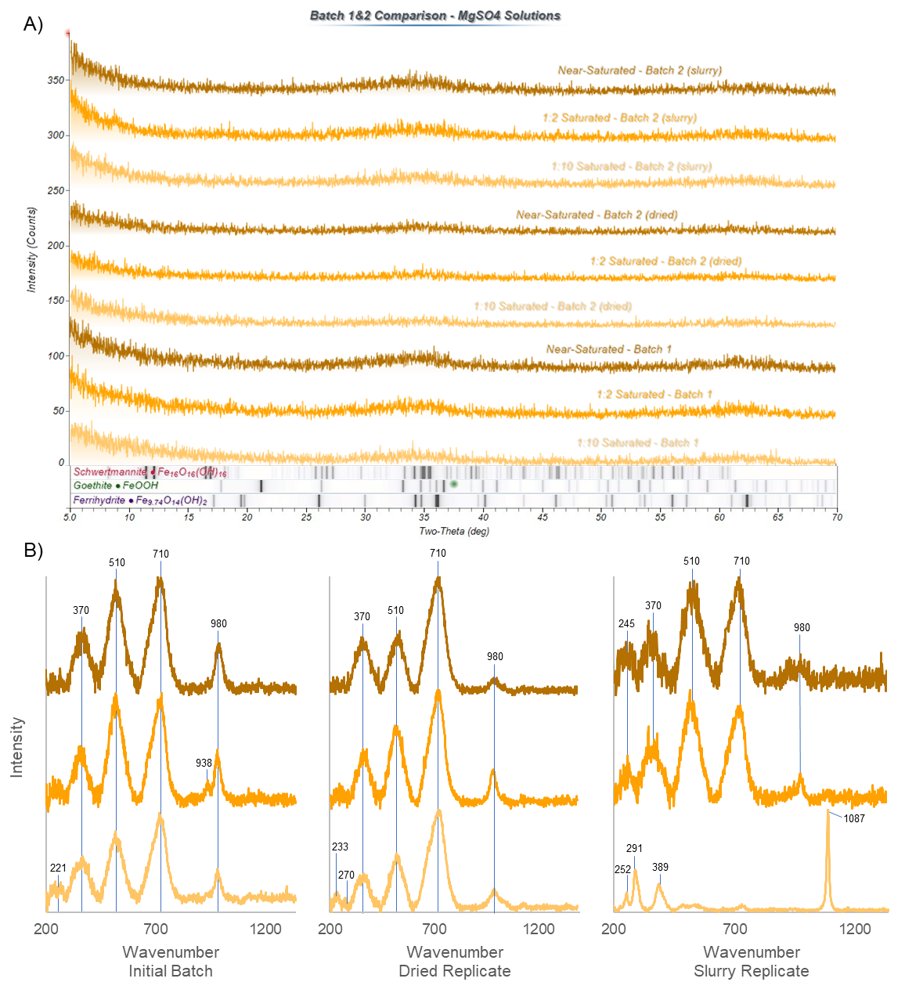 A)
Batch 1&2 Comparison - MgSO4 Solutions
Near-Saturated - Batch 2 (slurry)
350
1:2 Saturated - Batch 2 (slurry)
300
1:10 Saturated - Batch 2 (slurry)
250
Near-Saturated - Batch 2 (dried)
200
1:2 Saturated - Batch 2 (dried)
150
1:10 Saturated - Batch 2 (dried)
Near-Saturated - Batch 1
100
1:2 Saturated - Batch 1
50
1:10 Saturated - Batch 1
0
Intensity (Counts)
Schwertmannite • Fe16O16(OH)16
Goethite • FeOOH
Ferrihydrite • Fe9.74O14(OH)2
5.0 10 15 20 25 30 35 40 45 50 55 60 65 70
Two-Theta (deg)
B)
510 710
370
980
938
221
710
370 510
980
233
270
510 710
370
245
980
1087
291
252 389
Intensity
200 700 1200
200 700 1200
200 700 1200
Wavenumber
Initial Batch
Wavenumber
Dried Replicate
Wavenumber
Slurry Replicate